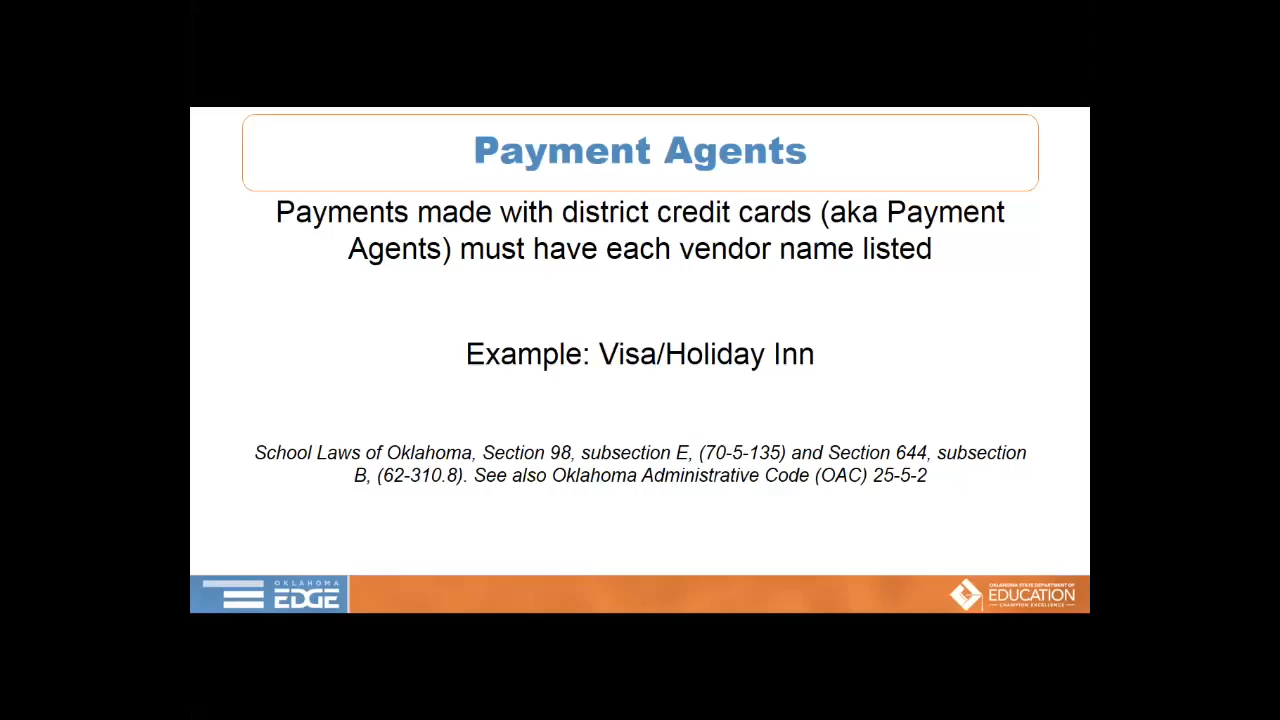 Payment Agents
Payments made with district credit cards (aka Payment
Agents) must have each vendor name listed
Example: Visa/Holiday Inn
School Laws of Oklahoma, Section 98, subsection E, (70-5-135) and Section 644, subsection
B, (62-310.8). See also Oklahoma Administrative Code (OAC) 25-5-2
OKLAHOMA
EDGE
OKLAHOMA STATE DEPARTMENT OF
EDUCATION
CHAMPION EXCELLENCE